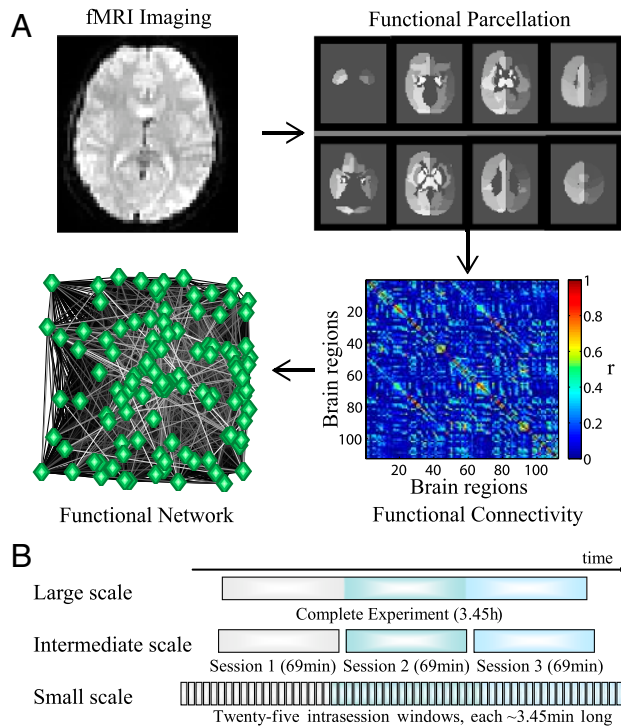 A
fMRI Imaging
Functional Parcellation
20
40
60
80
100
Brain regions
20 40 60 80 100
Brain regions
1
0.8
0.6
0.4
0.2
0
r
Functional Network
Functional Connectivity
B
time
Large scale
Complete Experiment (3.45h)
Intermediate scale
Session 1 (69min) Session 2 (69min) Session 3 (69min)
Small scale
Twenty-five intrasession windows, each ~3.45min long